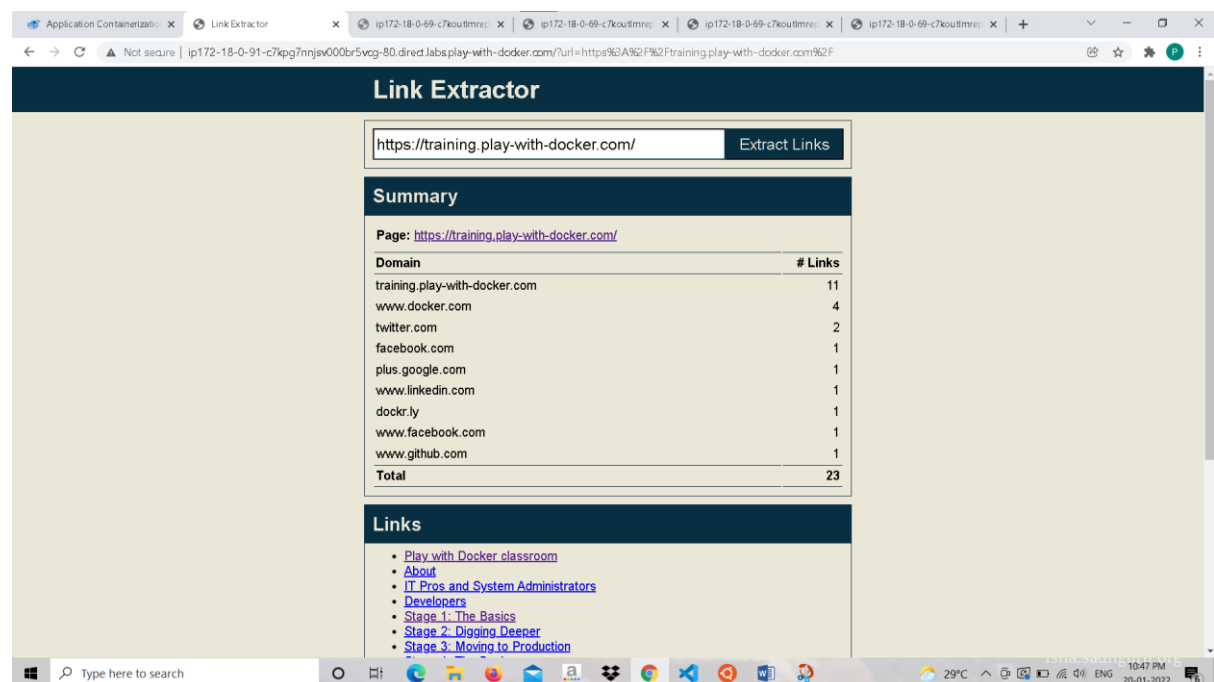 Application Containerizatio
Link Extractor
ip172-18-0-69-c7koutlmrep
ip172-18-0-69-c7koutlmrep
ip172-18-0-69-c7koutlmrep
ip172-18-0-69-c7koutlmrep
Not secure | ip172-18-0-91-c7kpg7nnjsv000br5vcg-80.direct.labs.play-with-docker.com/?url=https%3A%2F%2Ftraining.play-with-docker.com%2F
P
Link Extractor
https://training.play-with-docker.com/ Extract Links
Summary
Page: https://training.play-with-docker.com/
Domain # Links
training.play-with-docker.com 11
www.docker.com 4
twitter.com 2
facebook.com 1
plus.google.com 1
www.linkedin.com 1
dockr.ly 1
www.facebook.com 1
www.github.com 1
Total 23
Links
• Play with Docker classroom
• About
• IT Pros and System Administrators
• Developers
• Stage 1: The Basics
• Stage 2: Digging Deeper
• Stage 3: Moving to Production
Type here to search
29°C ENG 10:47 PM
20-01-2022
6